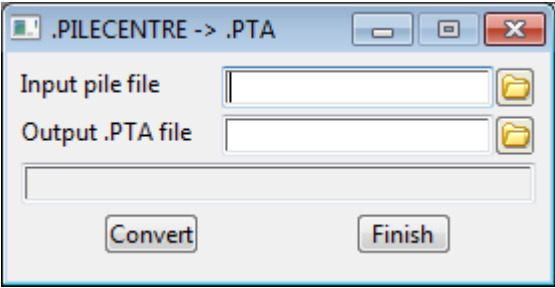 .PILECENTRE -> .PTA
Input pile file
Output .PTA file
Convert
Finish